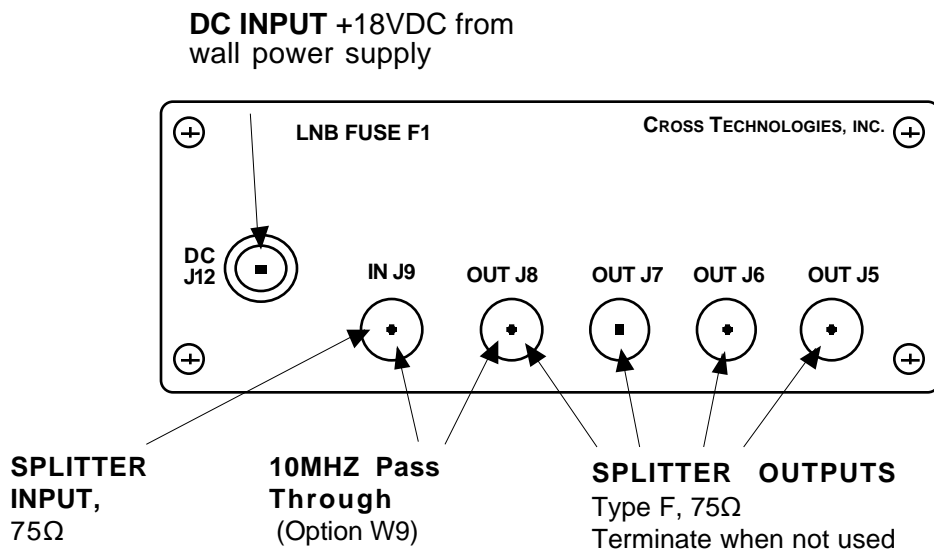 DC INPUT +18VDC from
wall power supply
LNB FUSE F1
CROSS TECHNOLOGIES, INC.
DC
J12
IN J9
OUT J8
OUT J7
OUT J6
OUT J5
SPLITTER
INPUT,
75Ω
10MHZ Pass
Through
(Option W9)
SPLITTER OUTPUTS
Type F, 75Ω
Terminate when not used